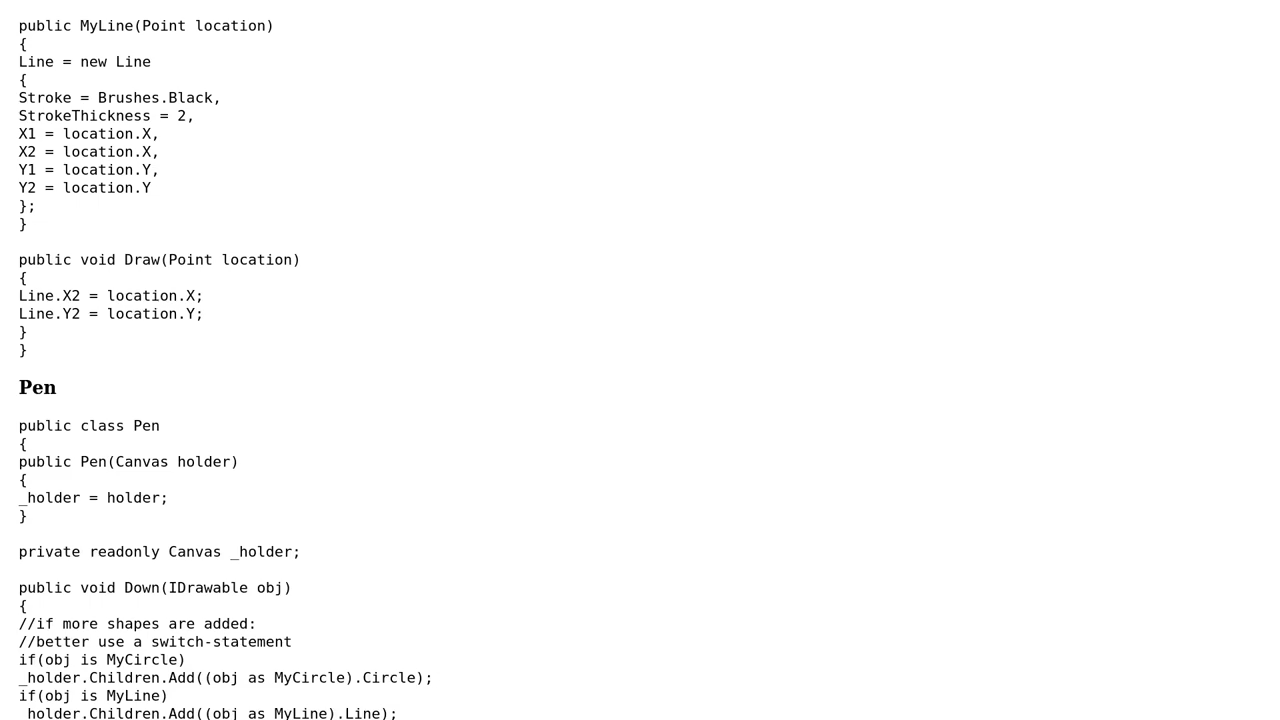 public MyLine(Point location)
{
Line = new Line
{
Stroke = Brushes.Black,
StrokeThickness = 2,
X1 = location.X,
X2 = location.X,
Y1 = location.Y,
Y2 = location.Y
};
}

public void Draw(Point location)
{
Line.X2 = location.X;
Line.Y2 = location.Y;
}
}

Pen

public class Pen
{
public Pen(Canvas holder)
{
_holder = holder;
}

private readonly Canvas _holder;

public void Down(IDrawable obj)
{
//if more shapes are added:
//better use a switch-statement
if(obj is MyCircle)
_holder.Children.Add((obj as MyCircle).Circle);
if(obj is MyLine)
_holder.Children.Add((obj as MyLine).Line);